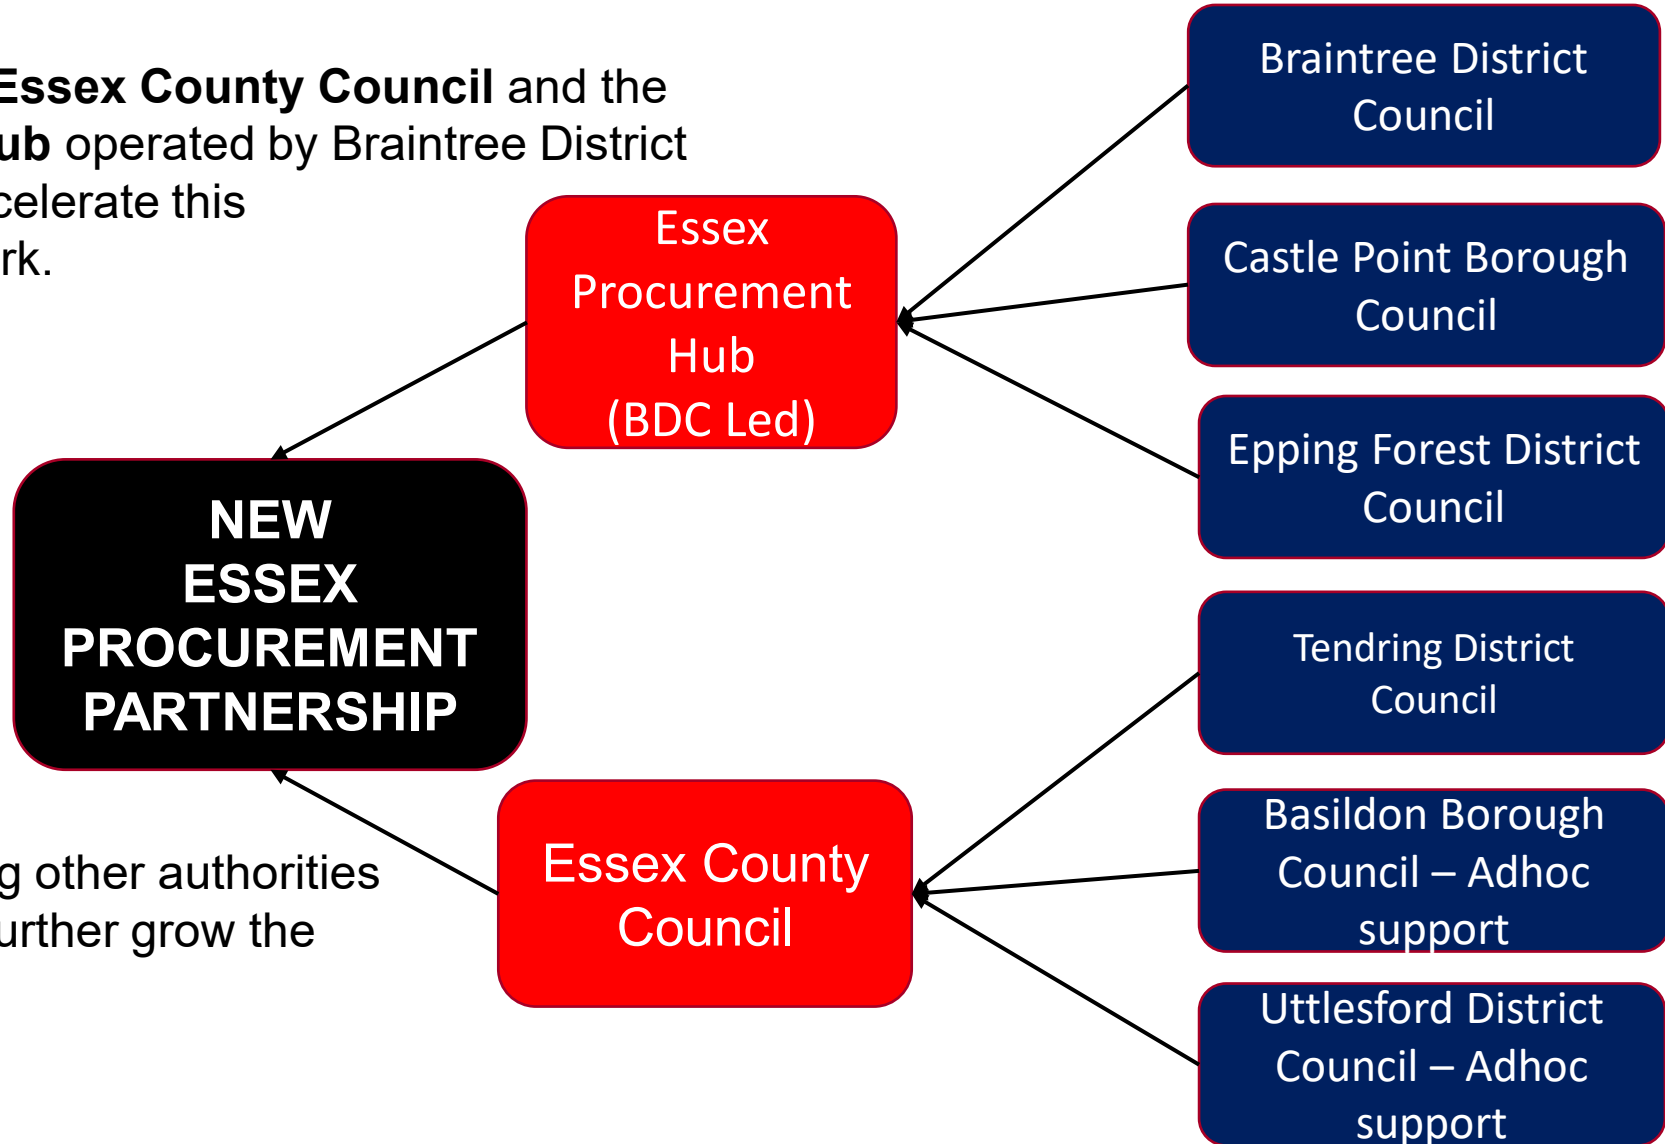 Essex County Council and the
ub operated by Braintree District
celerate this
rk.
Essex
Procurement
Hub
(BDC Led)
Braintree District
Council
Castle Point Borough
Council
Epping Forest District
Council
NEW
ESSEX
PROCUREMENT
PARTNERSHIP
Tendring District
Council
Basildon Borough
Council – Adhoc
support
Essex County
Council
g other authorities
urther grow the
Uttlesford District
Council – Adhoc
support